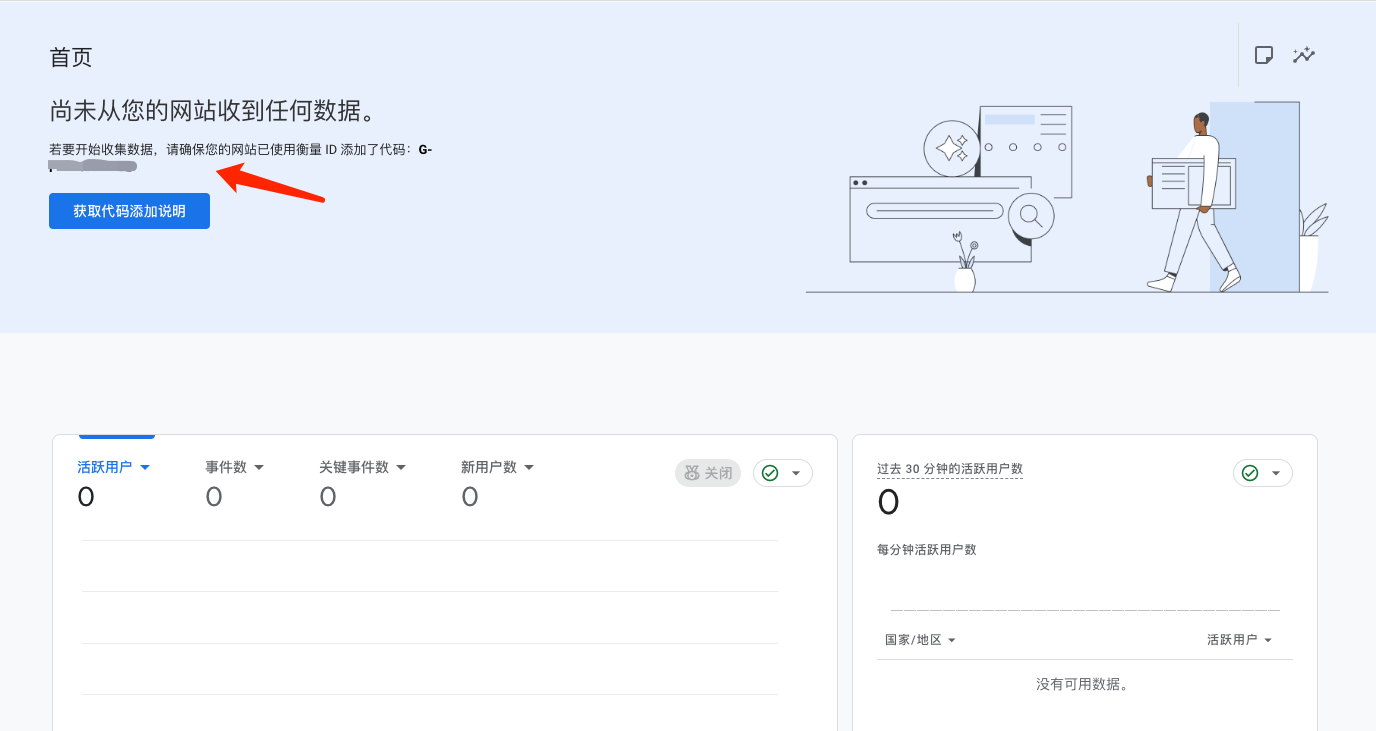 首页
尚未从您的网站收到任何数据。
若要开始收集数据，请确保您的网站已使用衡量 ID 添加了代码：G-
获取代码添加说明
活跃用户 事件数 关键事件数 新用户数 关闭
0 0 0 0
过去 30 分钟的活跃用户数
0
每分钟活跃用户数
国家/地区 活跃用户
没有可用数据。